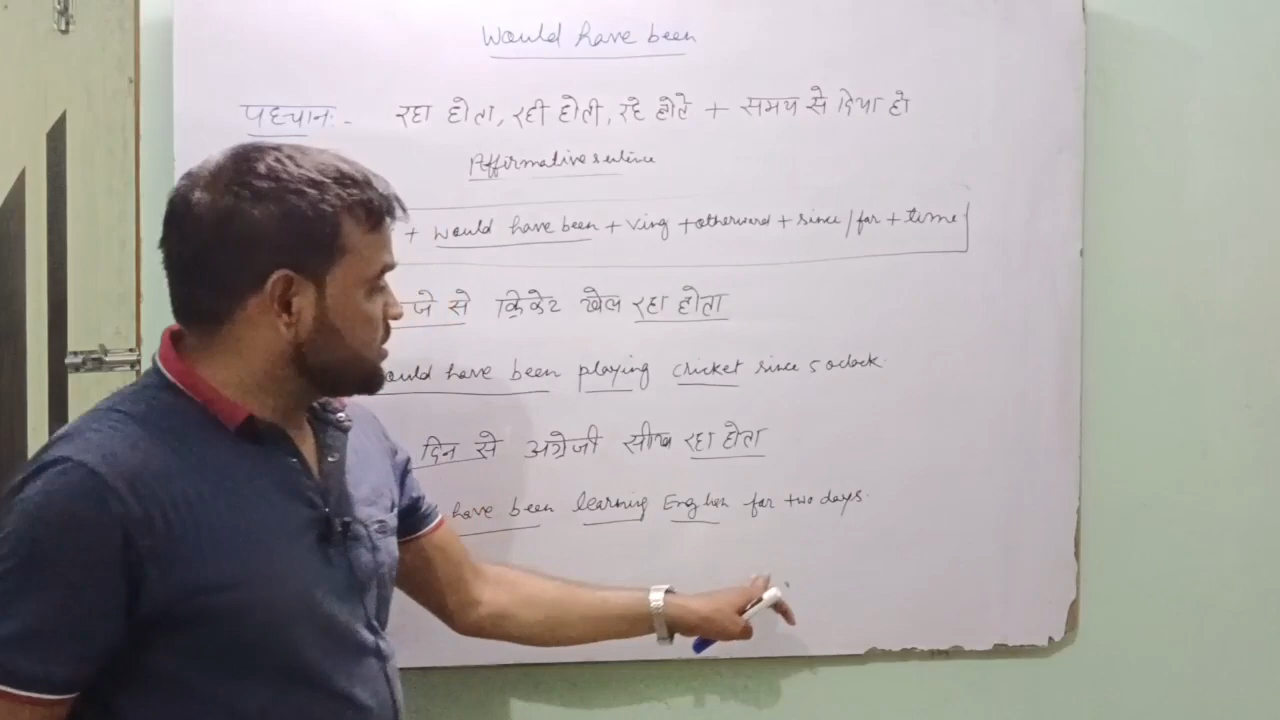 Would have been
पहचान:- रहा होता, रही होती, रहे होते + समय से दिया हो
Affirmative sentence
+ would have been + Ving + otherword + since / for + time
जे से क्रिकेट खेल रहा होता
ould have been playing cricket since 5 oclock.
दिन से अंग्रेजी सीख रहा होता
have been learning English for two days.